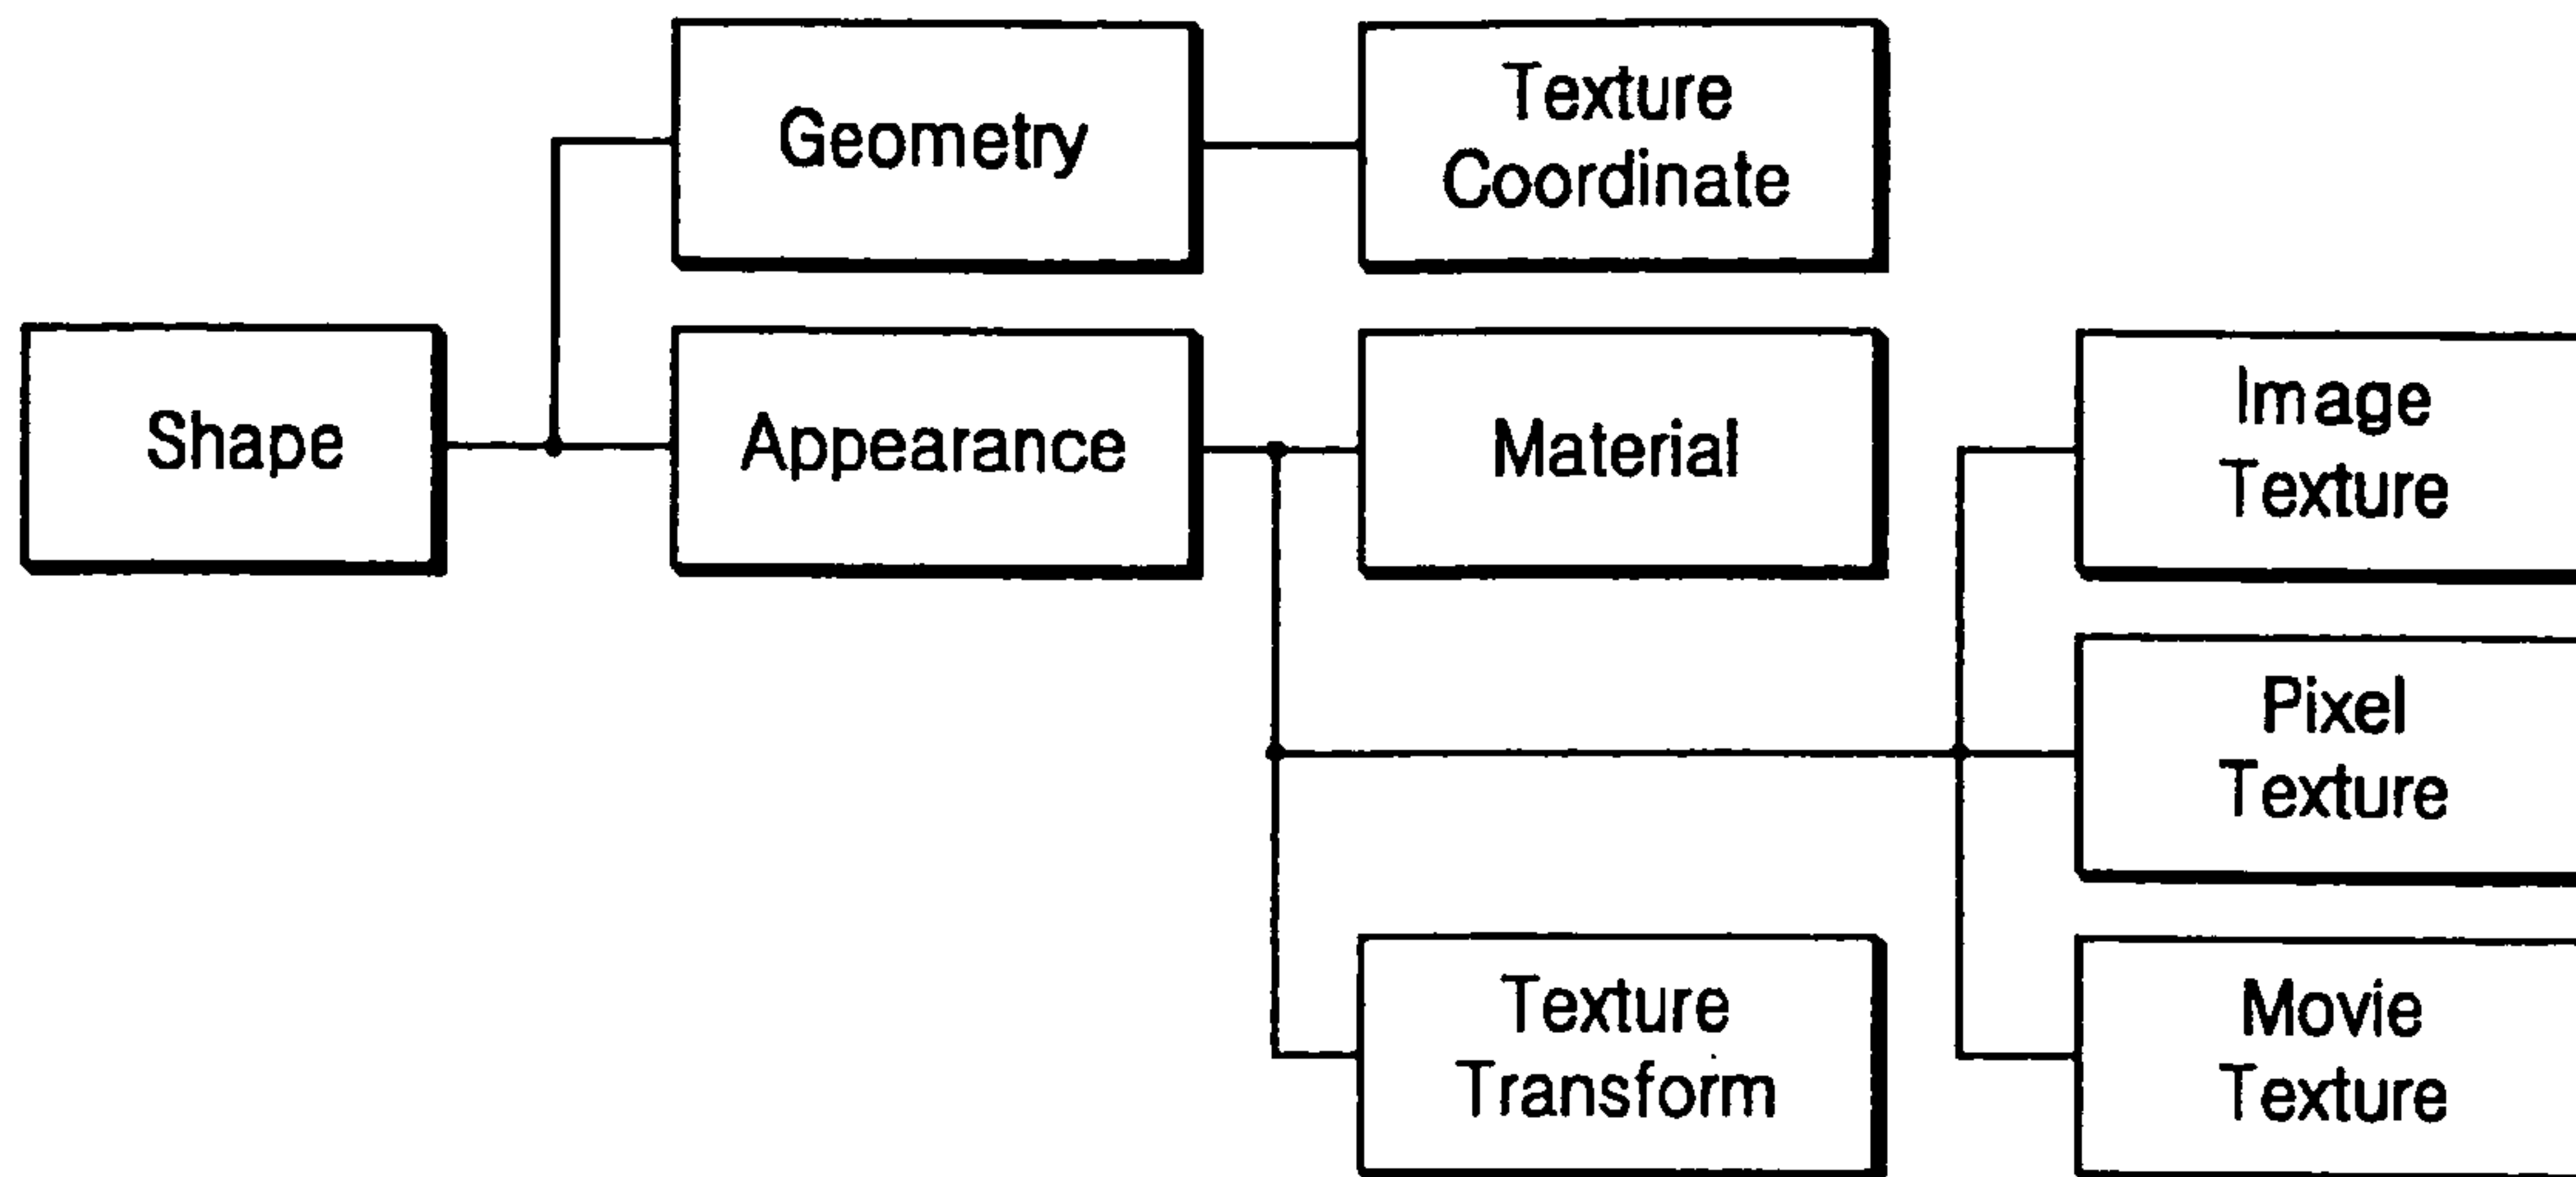 Geometry
Texture
Coordinate
Shape
Appearance
Material
Image
Texture
Pixel
Texture
Texture
Transform
Movie
Texture